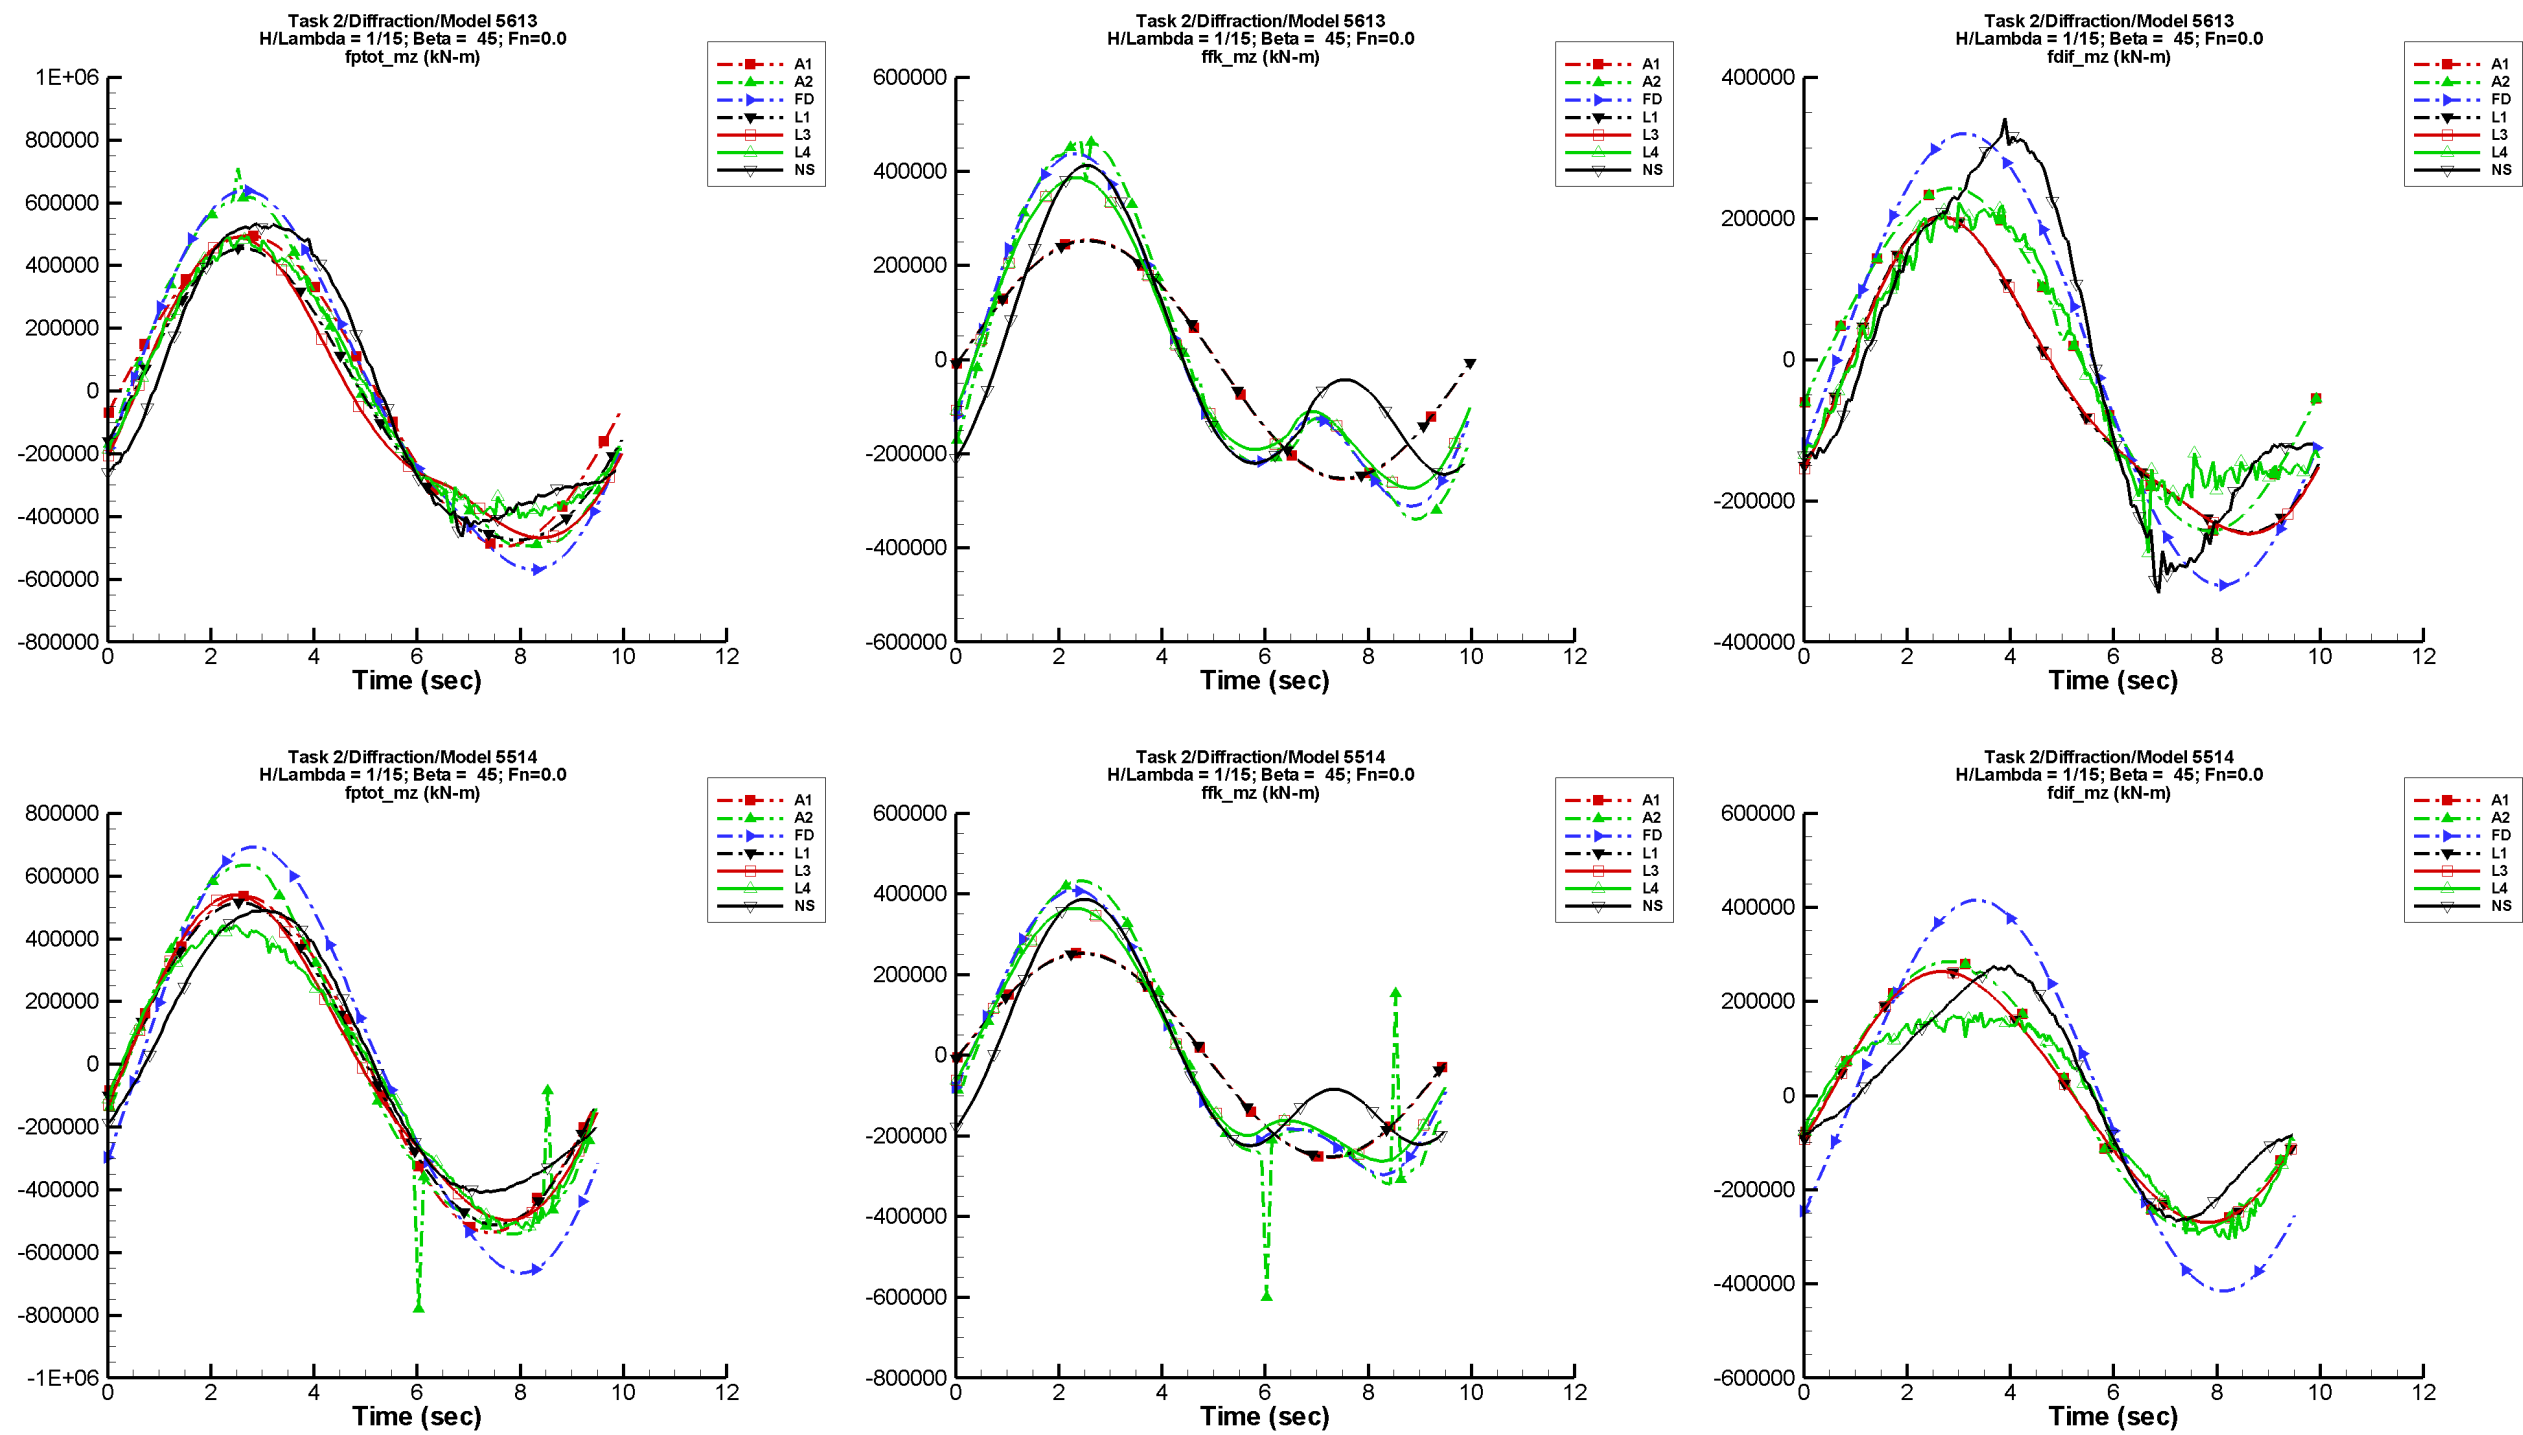 Task 2/Diffraction/Model 5613
H/Lambda = 1/15; Beta = 45; Fn=0.0
fptot_mz (kN-m)
A1
A2
FD
L1
L3
L4
NS
1E+06
800000
600000
400000
200000
0
-200000
-400000
-600000
-800000
0 2 4 6 8 10 12
Time (sec)
Task 2/Diffraction/Model 5613
H/Lambda = 1/15; Beta = 45; Fn=0.0
ffk_mz (kN-m)
A1
A2
FD
L1
L3
L4
NS
600000
400000
200000
0
-200000
-400000
-600000
0 2 4 6 8 10 12
Time (sec)
Task 2/Diffraction/Model 5613
H/Lambda = 1/15; Beta = 45; Fn=0.0
fdif_mz (kN-m)
A1
A2
FD
L1
L3
L4
NS
400000
200000
0
-200000
-400000
0 2 4 6 8 10 12
Time (sec)
Task 2/Diffraction/Model 5514
H/Lambda = 1/15; Beta = 45; Fn=0.0
fptot_mz (kN-m)
A1
A2
FD
L1
L3
L4
NS
800000
600000
400000
200000
0
-200000
-400000
-600000
-800000
-1E+06
0 2 4 6 8 10 12
Time (sec)
Task 2/Diffraction/Model 5514
H/Lambda = 1/15; Beta = 45; Fn=0.0
ffk_mz (kN-m)
A1
A2
FD
L1
L3
L4
NS
600000
400000
200000
0
-200000
-400000
-600000
-800000
0 2 4 6 8 10 12
Time (sec)
Task 2/Diffraction/Model 5514
H/Lambda = 1/15; Beta = 45; Fn=0.0
fdif_mz (kN-m)
A1
A2
FD
L1
L3
L4
NS
600000
400000
200000
0
-200000
-400000
-600000
0 2 4 6 8 10 12
Time (sec)